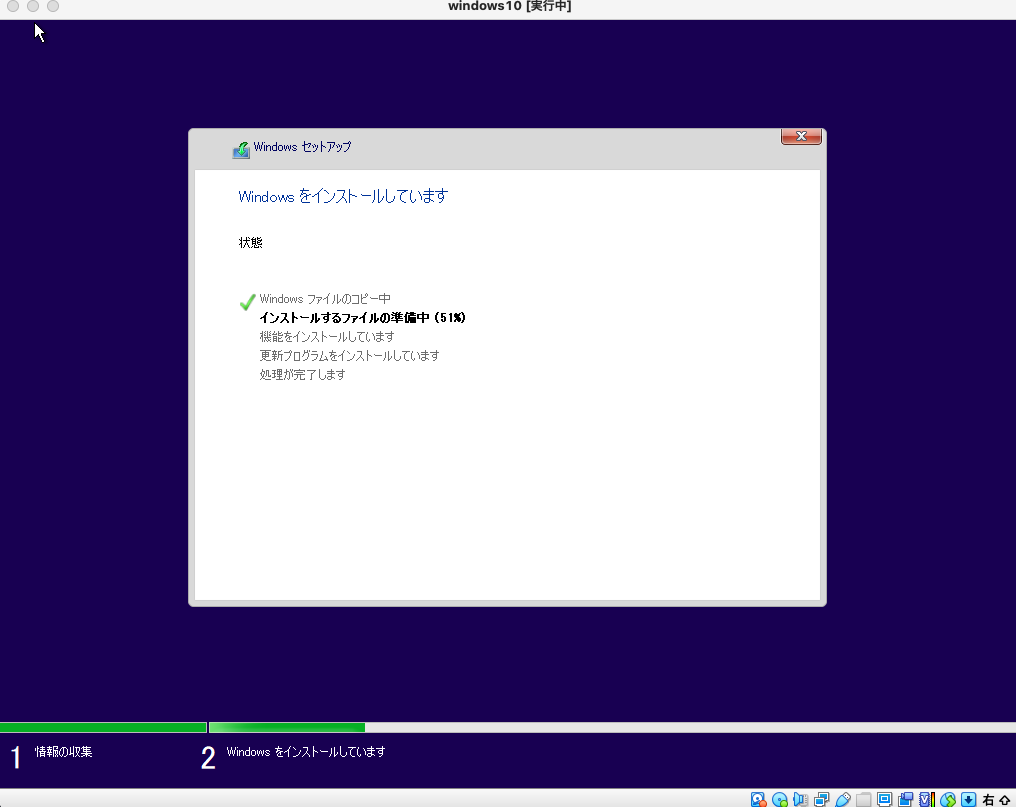 windows10 [実行中]
Windows セットアップ
Windows をインストールしています
状態
Windows ファイルのコピー中
インストールするファイルの準備中 (51%)
機能をインストールしています
更新プログラムをインストールしています
処理が完了します
1 情報の収集
2 Windows をインストールしています
右